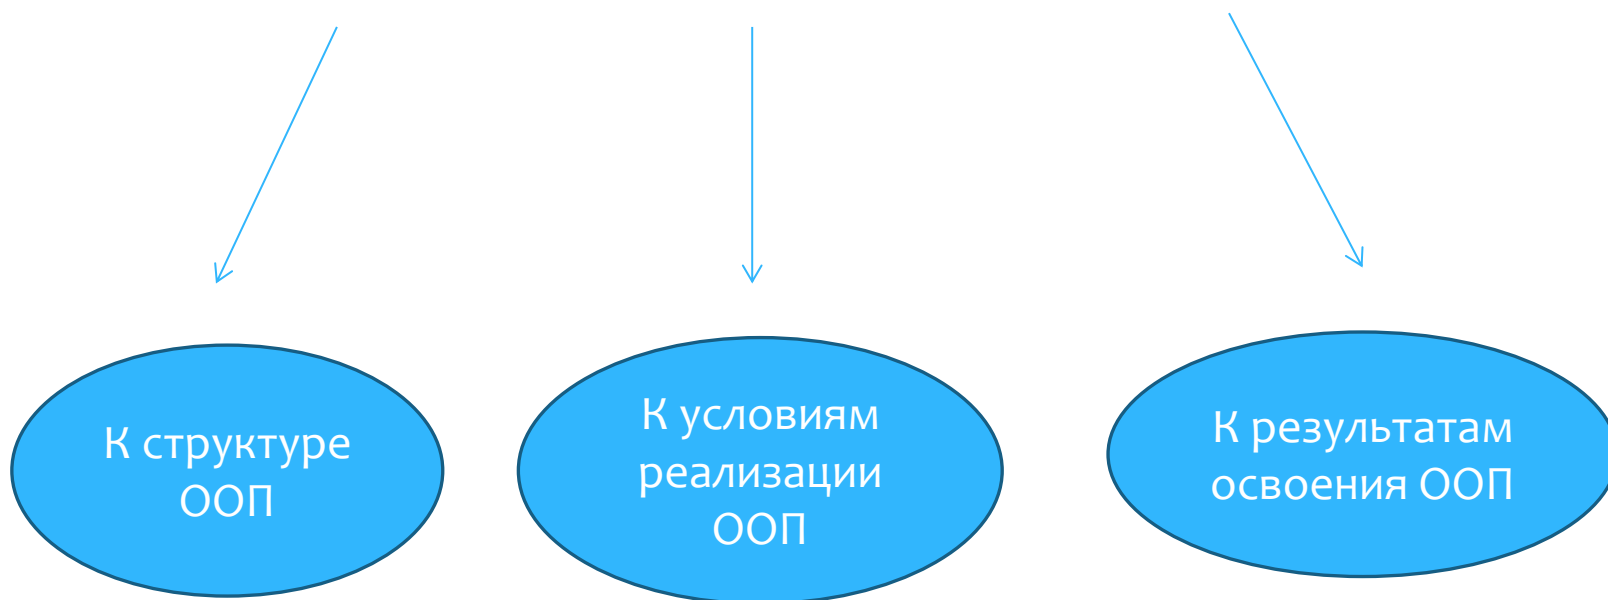 К структуре
ООП
К условиям
реализации
ООП
К результатам
освоения ООП